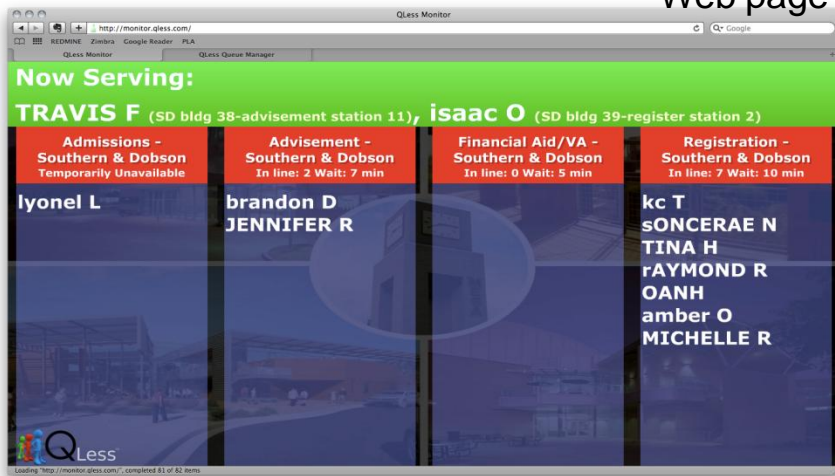 Web page
QLess Monitor
http://monitor.qless.com/
Google
REDMINE Zimbra Google Reader PLA
QLess Monitor QLess Queue Manager
Now Serving:
TRAVIS F (SD bldg 38-advisement station 11), isaac O (SD bldg 39-register station 2)
Admissions -
Southern & Dobson
Temporarily Unavailable
lyonel L
Advisement -
Southern & Dobson
In line: 2 Wait: 7 min
brandon D
JENNIFER R
Financial Aid/VA -
Southern & Dobson
In line: 0 Wait: 5 min
Registration -
Southern & Dobson
In line: 7 Wait: 10 min
kc T
sONCERAE N
TINA H
rAYMOND R
OANH
amber O
MICHELLE R
QLess
Loading "http://monitor.qless.com/", completed 81 of 82 items